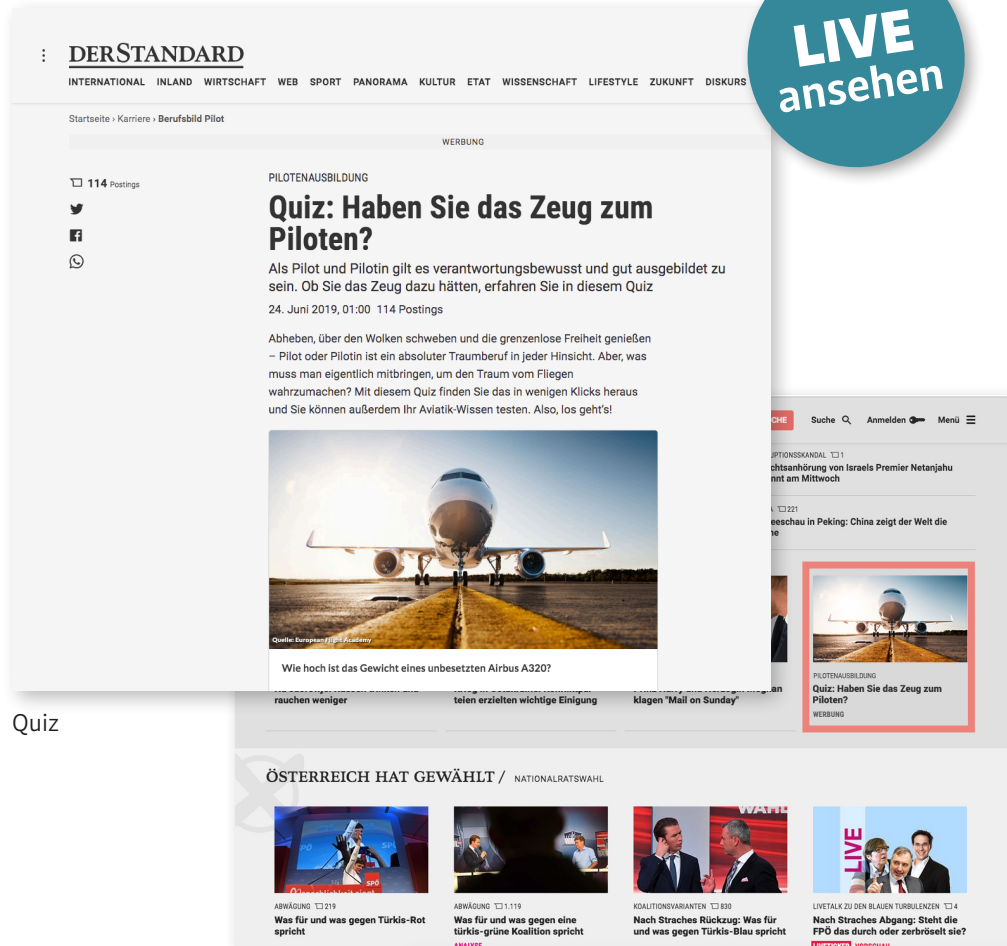 LIVE
ansehen
DERSTANDARD
INTERNATIONAL INLAND WIRTSCHAFT WEB SPORT PANORAMA KULTUR ETAT WISSENSCHAFT LIFESTYLE ZUKUNFT DISKURS
Startseite › Karriere › Berufsbild Pilot
WERBUNG
114 Postings
PILOTENAUSBILDUNG
Quiz: Haben Sie das Zeug zum
Piloten?
Als Pilot und Pilotin gilt es verantwortungsbewusst und gut ausgebildet zu
sein. Ob Sie das Zeug dazu hätten, erfahren Sie in diesem Quiz
24. Juni 2019, 01:00 114 Postings
Abheben, über den Wolken schweben und die grenzenlose Freiheit genießen
– Pilot oder Pilotin ist ein absoluter Traumberuf in jeder Hinsicht. Aber, was
muss man eigentlich mitbringen, um den Traum vom Fliegen
wahrzumachen? Mit diesem Quiz finden Sie das in wenigen Klicks heraus
und Sie können außerdem Ihr Aviatik-Wissen testen. Also, los geht's!
Quelle: European Flight Academy
Wie hoch ist das Gewicht eines unbesetzten Airbus A320?
Quiz
CHE Suche Anmelden Menü
1
von Israels Premier Netanjahu
am Mittwoch
221
in Peking: China zeigt der Welt die
PILOTENAUSBILDUNG
Quiz: Haben Sie das Zeug zum
Piloten?
WERBUNG
rauchen weniger
teien erzielten wichtige Einigung
klagen "Mail on Sunday"
ÖSTERREICH HAT GEWÄHLT / NATIONALRATSWAHL
SPÖ
LIVE
ABWÄGUNG 219
Was für und was gegen Türkis-Rot
spricht
ABWÄGUNG 1.119
Was für und was gegen eine
türkis-grüne Koalition spricht
KOALITIONSVARIANTEN 830
Nach Straches Rückzug: Was für
und was gegen Türkis-Blau spricht
LIVETALK ZU DEN BLAUEN TURBULENZEN 4
Nach Straches Abgang: Steht die
FPÖ das durch oder zerbröselt sie?